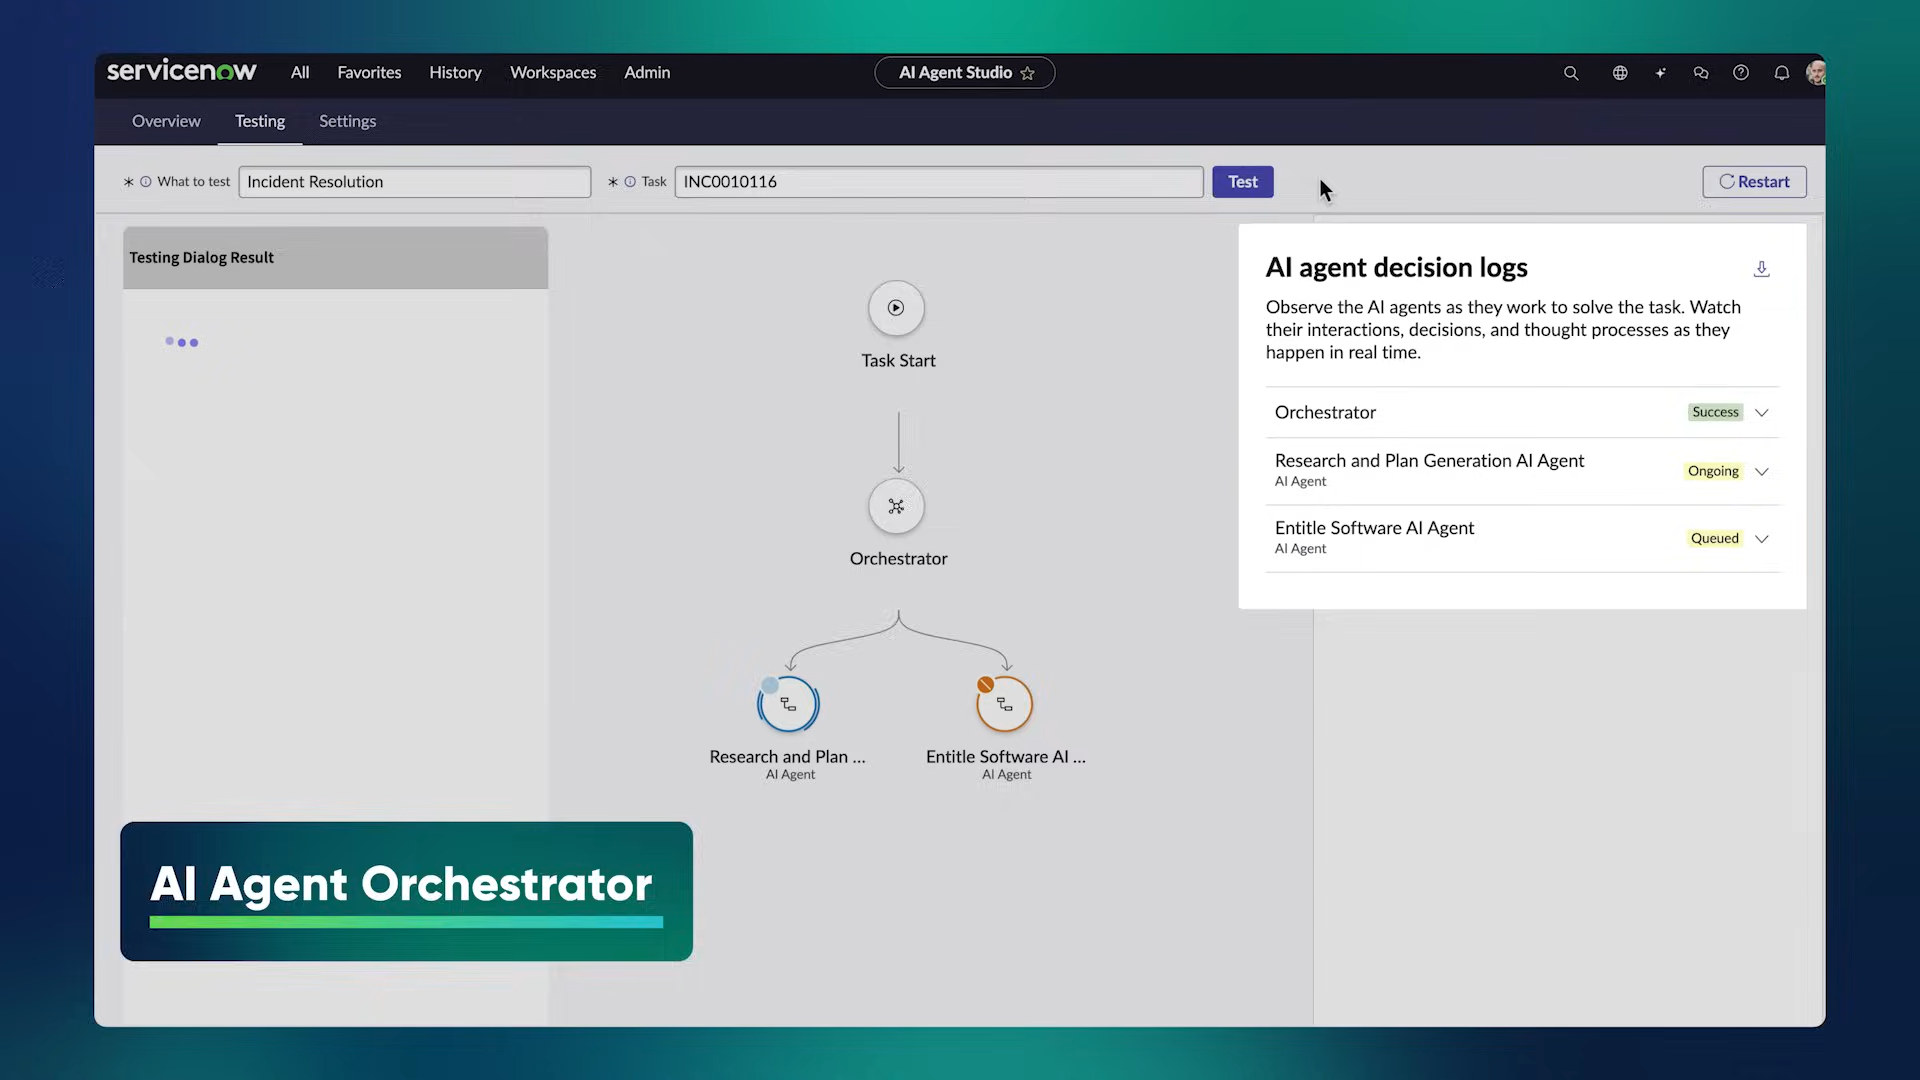 servicenow All Favorites History Workspaces Admin AI Agent Studio
Overview Testing Settings
* What to test Incident Resolution * Task INC0010116 Test Restart
Testing Dialog Result
Task Start
Orchestrator
Research and Plan ...
AI Agent
Entitle Software AI ...
AI Agent
AI agent decision logs
Observe the AI agents as they work to solve the task. Watch
their interactions, decisions, and thought processes as they
happen in real time.
Orchestrator Success
Research and Plan Generation AI Agent
AI Agent
Ongoing
Entitle Software AI Agent
AI Agent
Queued
AI Agent Orchestrator